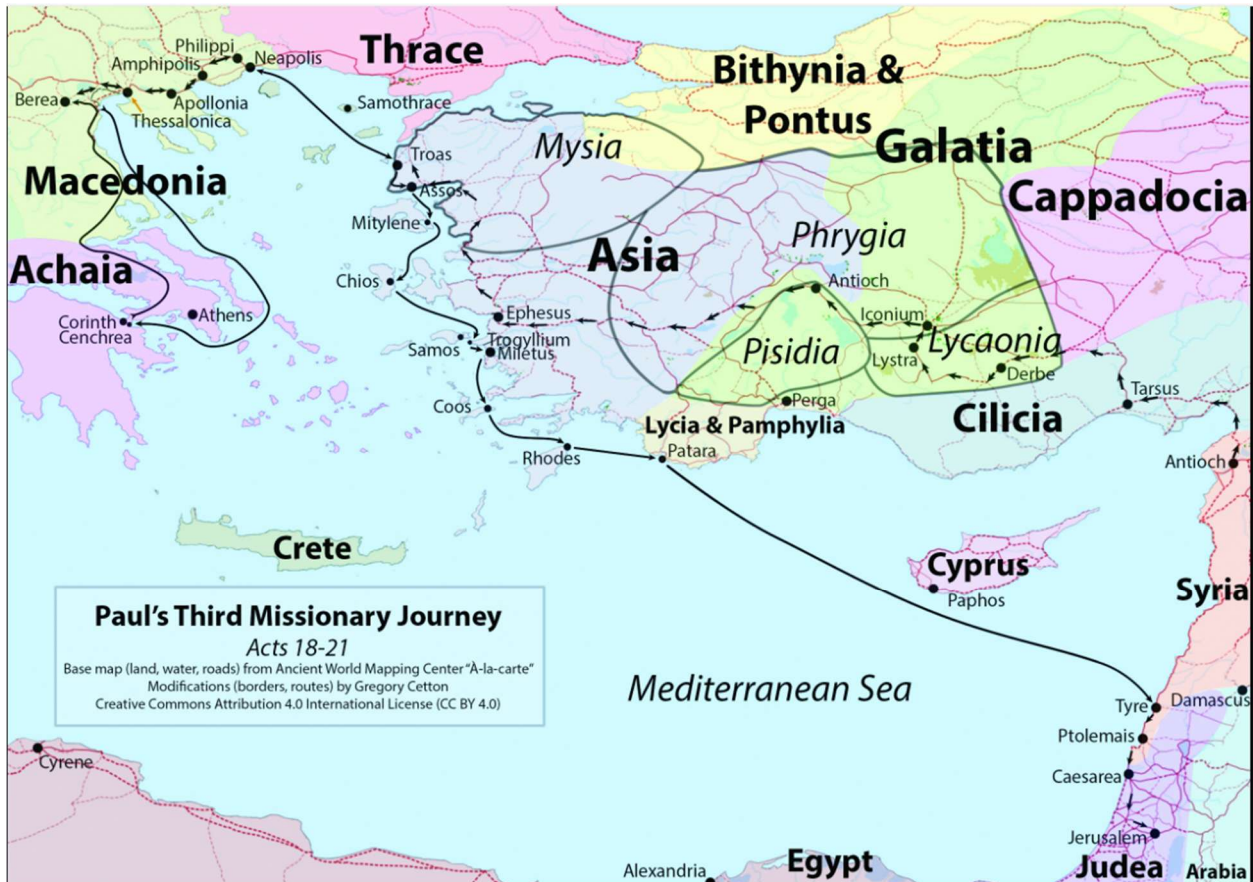 Thrace
Bithynia &
Pontus
Philippi
Neapolis
Amphipolis
Berea
Apollonia
Thessalonica
Samothrace
Galatia
Macedonia
Troas
Mysia
Assos
Cappadocia
Mitylene
Phrygia
Asia
Achaia
Chios
Antioch
Corinth
Cenchrea
Athens
Ephesus
Iconium
Trogyllium
Samos
Miletus
Pisidia
Lystra
Lycaonia
Derbe
Tarsus
Coos
Perga
Cilicia
Lycia & Pamphylia
Rhodes
Patara
Antioch
Crete
Cyprus
Paphos
Syria
Paul's Third Missionary Journey
Acts 18-21
Base map (land, water, roads) from Ancient World Mapping Center "À-la-carte"
Modifications (borders, routes) by Gregory Cetton
Creative Commons Attribution 4.0 International License (CC BY 4.0)
Mediterranean Sea
Tyre
Damascus
Ptolemais
Cyrene
Caesarea
Jerusalem
Alexandria
Egypt
Judea
Arabia